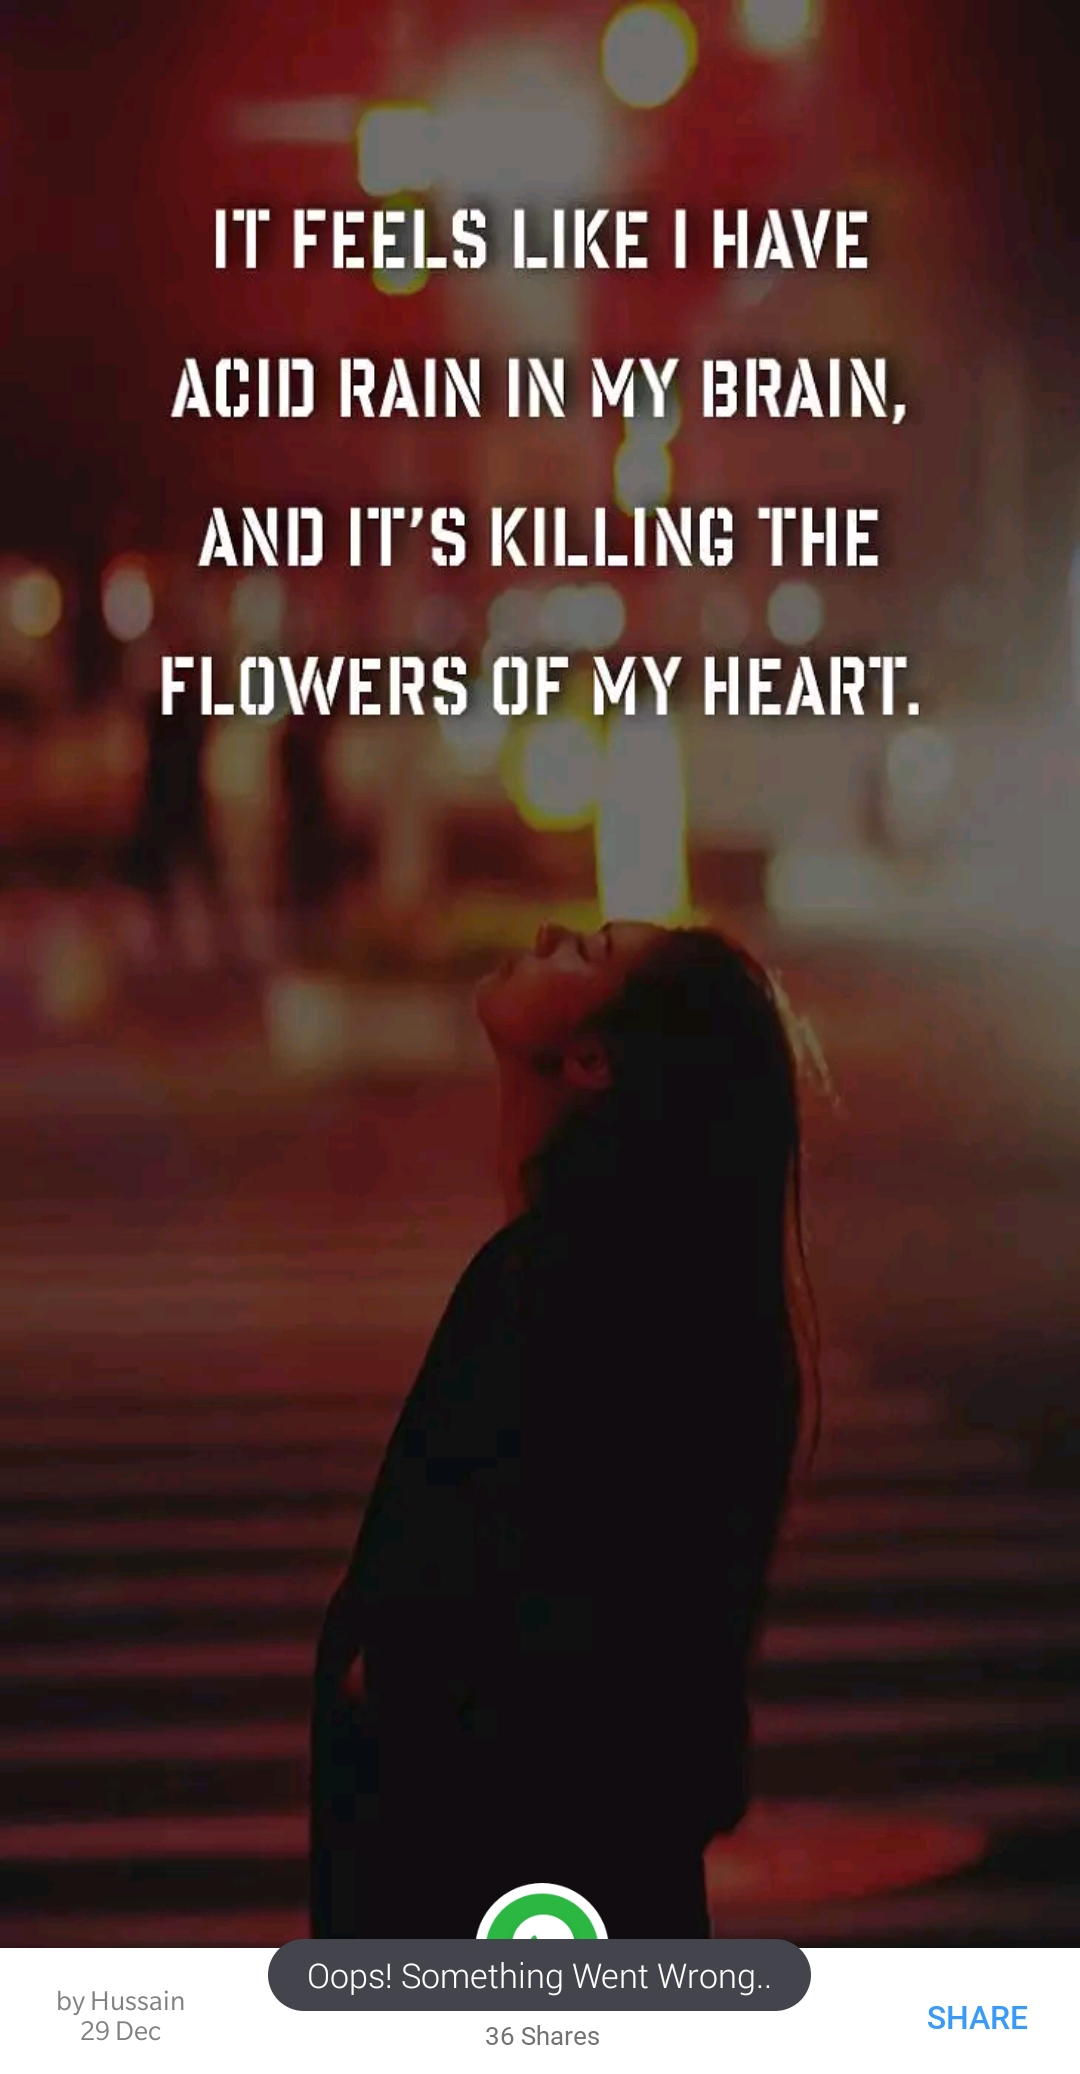 IT FEELS LIKE I HAVE
ACID RAIN IN MY BRAIN,
AND IT'S KILLING THE
FLOWERS OF MY HEART.
Oops! Something Went Wrong..
by Hussain
29 Dec
36 Shares
SHARE